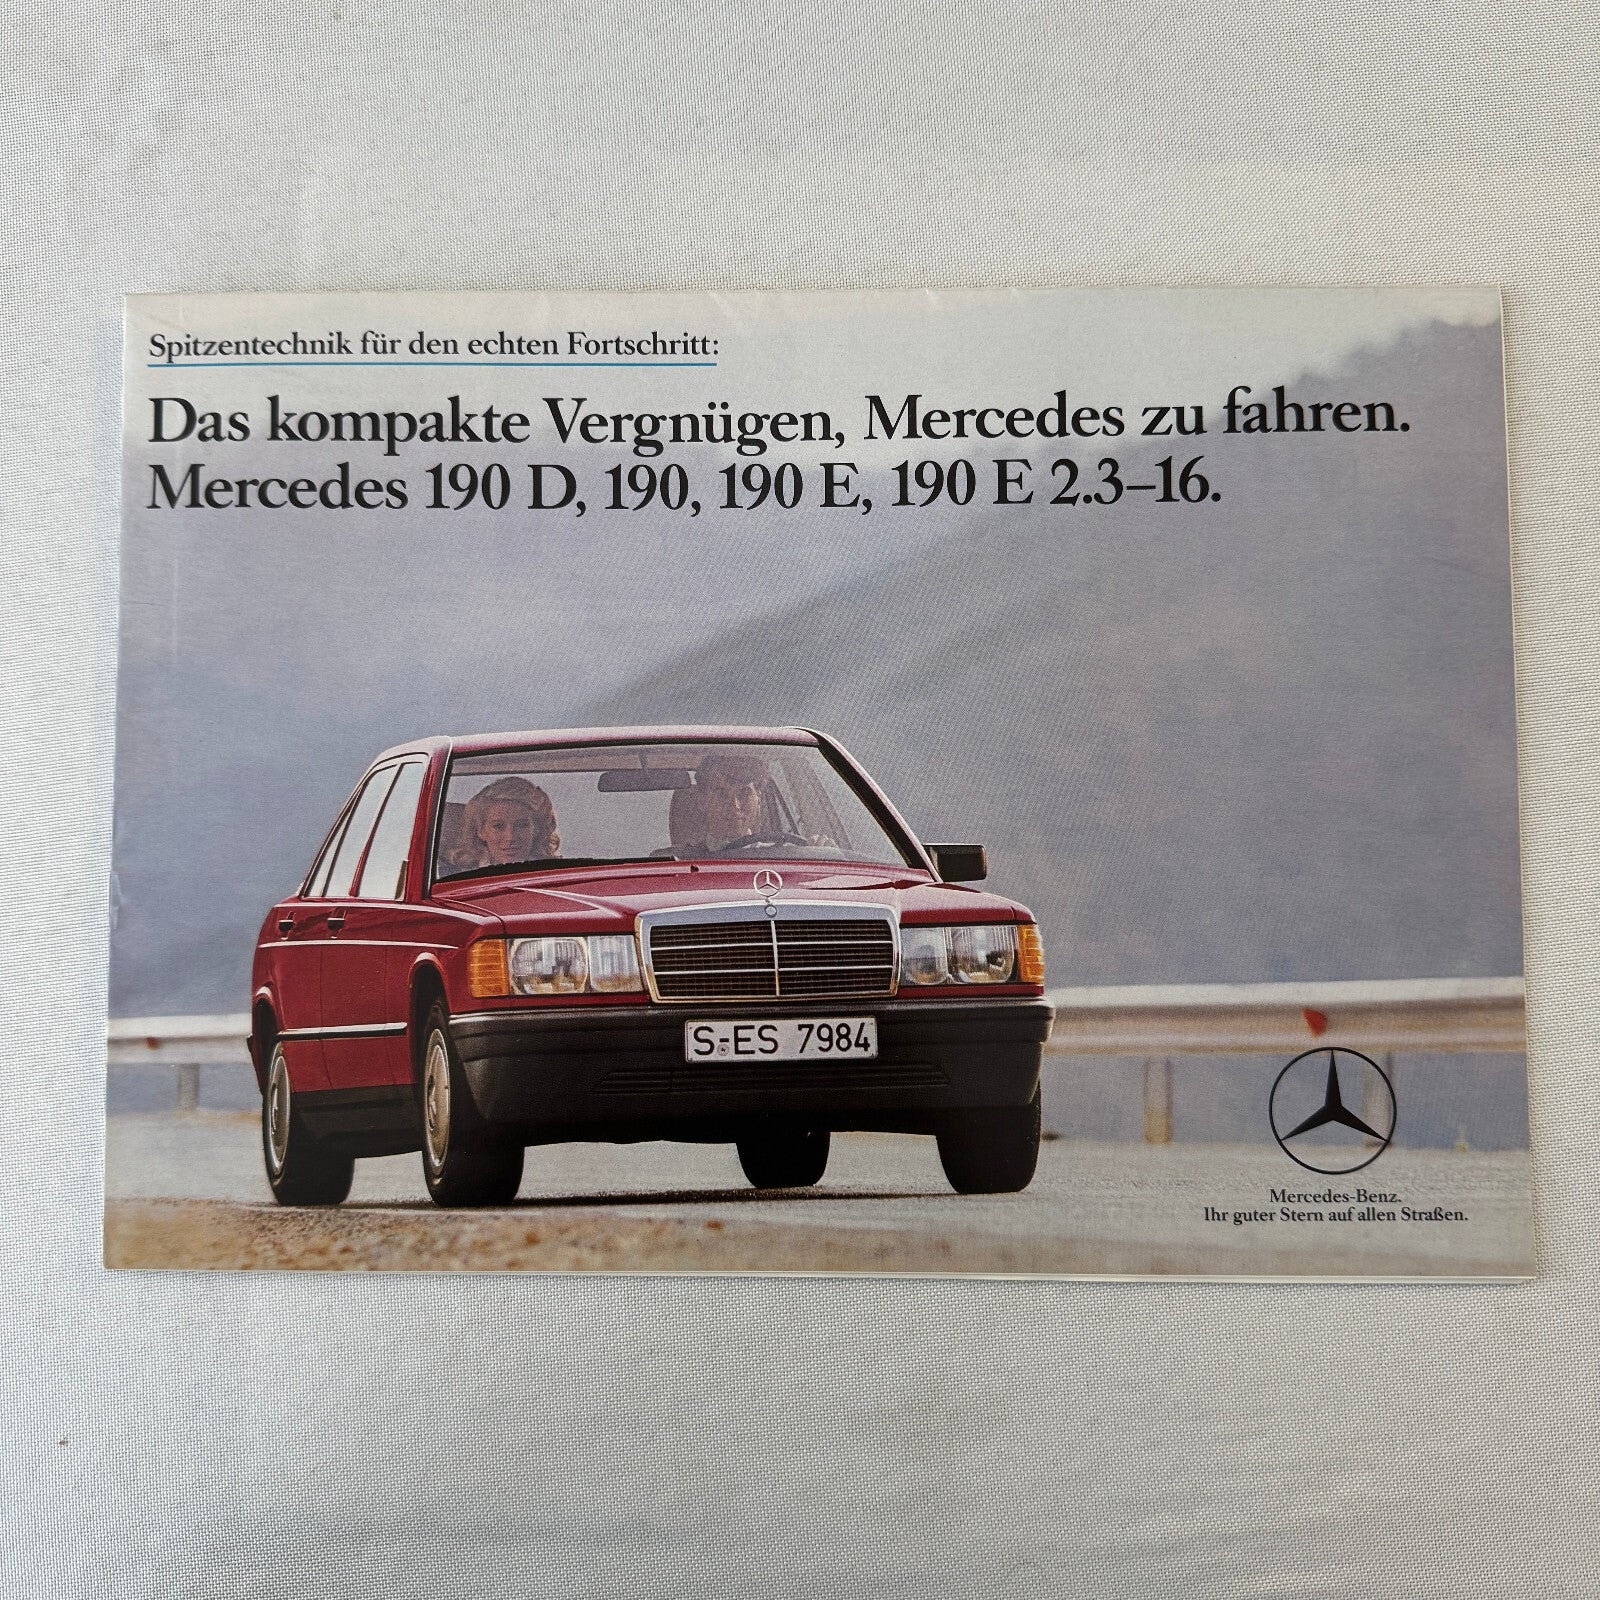 Spitzentechnik für den echten Fortschritt:
Das kompakte Vergnügen, Mercedes zu fahren.
Mercedes 190 D, 190, 190 E, 190 E 2.3–16.
S-ES 7984
Mercedes-Benz.
Ihr guter Stern auf allen Straßen.